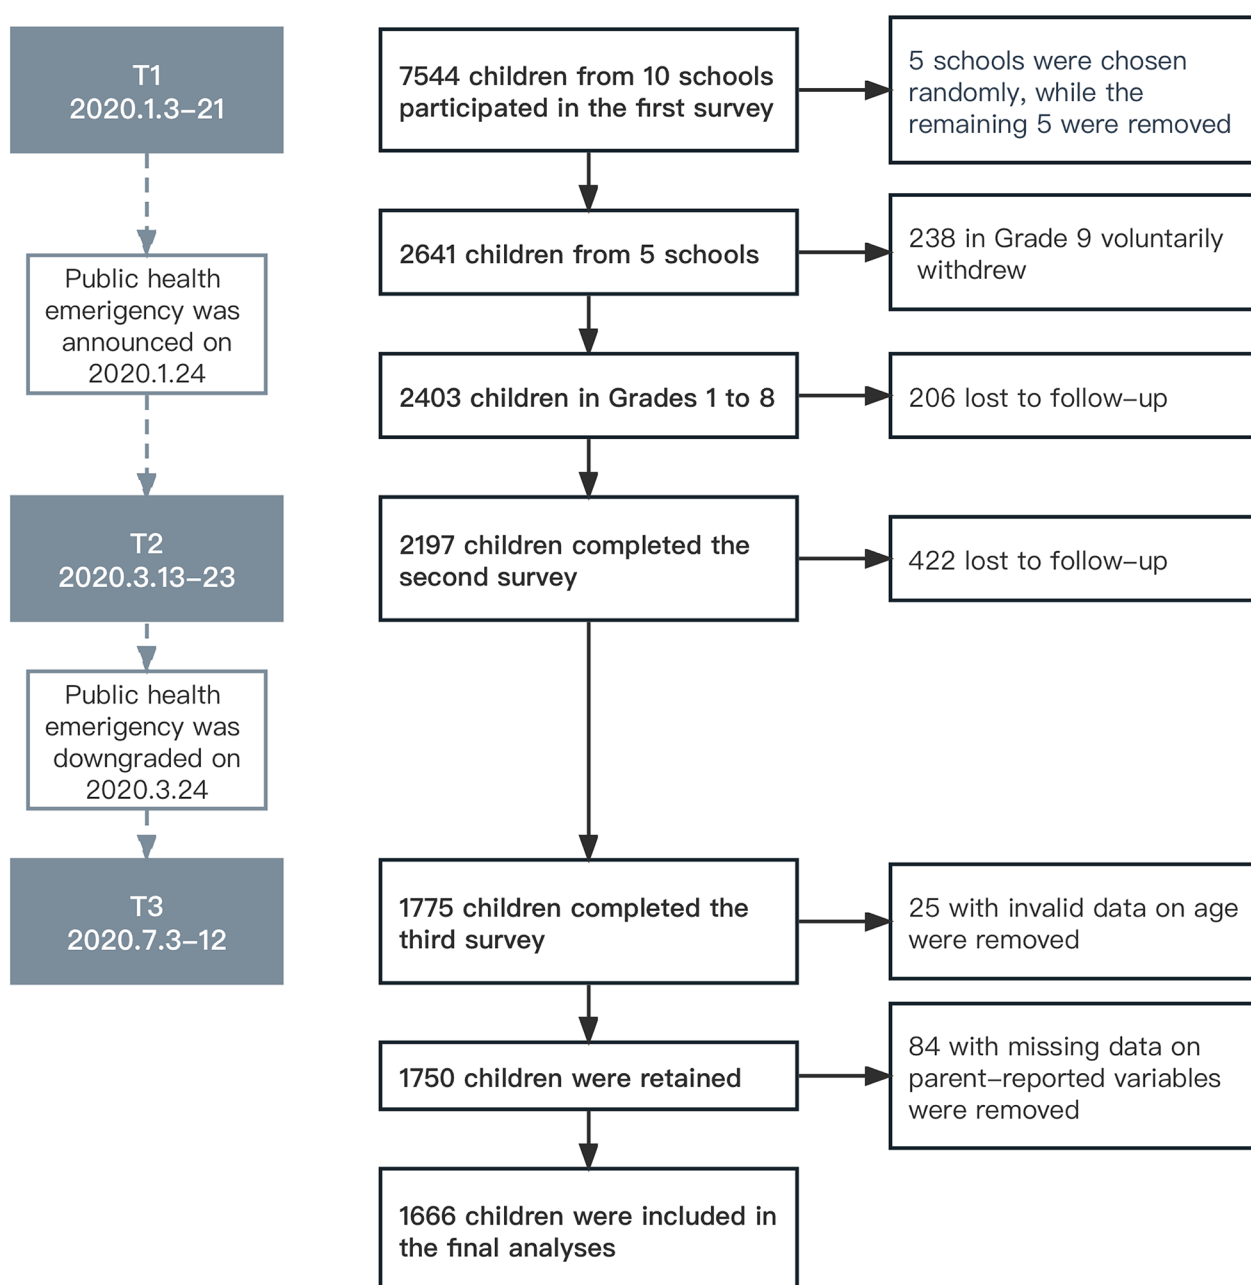 T1
2020.1.3–21
Public health
emerigency was
announced on
2020.1.24
T2
2020.3.13–23
Public health
emerigency was
downgraded on
2020.3.24
T3
2020.7.3–12
7544 children from 10 schools
participated in the first survey
5 schools were chosen
randomly, while the
remaining 5 were removed
2641 children from 5 schools
238 in Grade 9 voluntarily
withdrew
2403 children in Grades 1 to 8
206 lost to follow–up
2197 children completed the
second survey
422 lost to follow–up
1775 children completed the
third survey
25 with invalid data on age
were removed
1750 children were retained
84 with missing data on
parent–reported variables
were removed
1666 children were included in
the final analyses